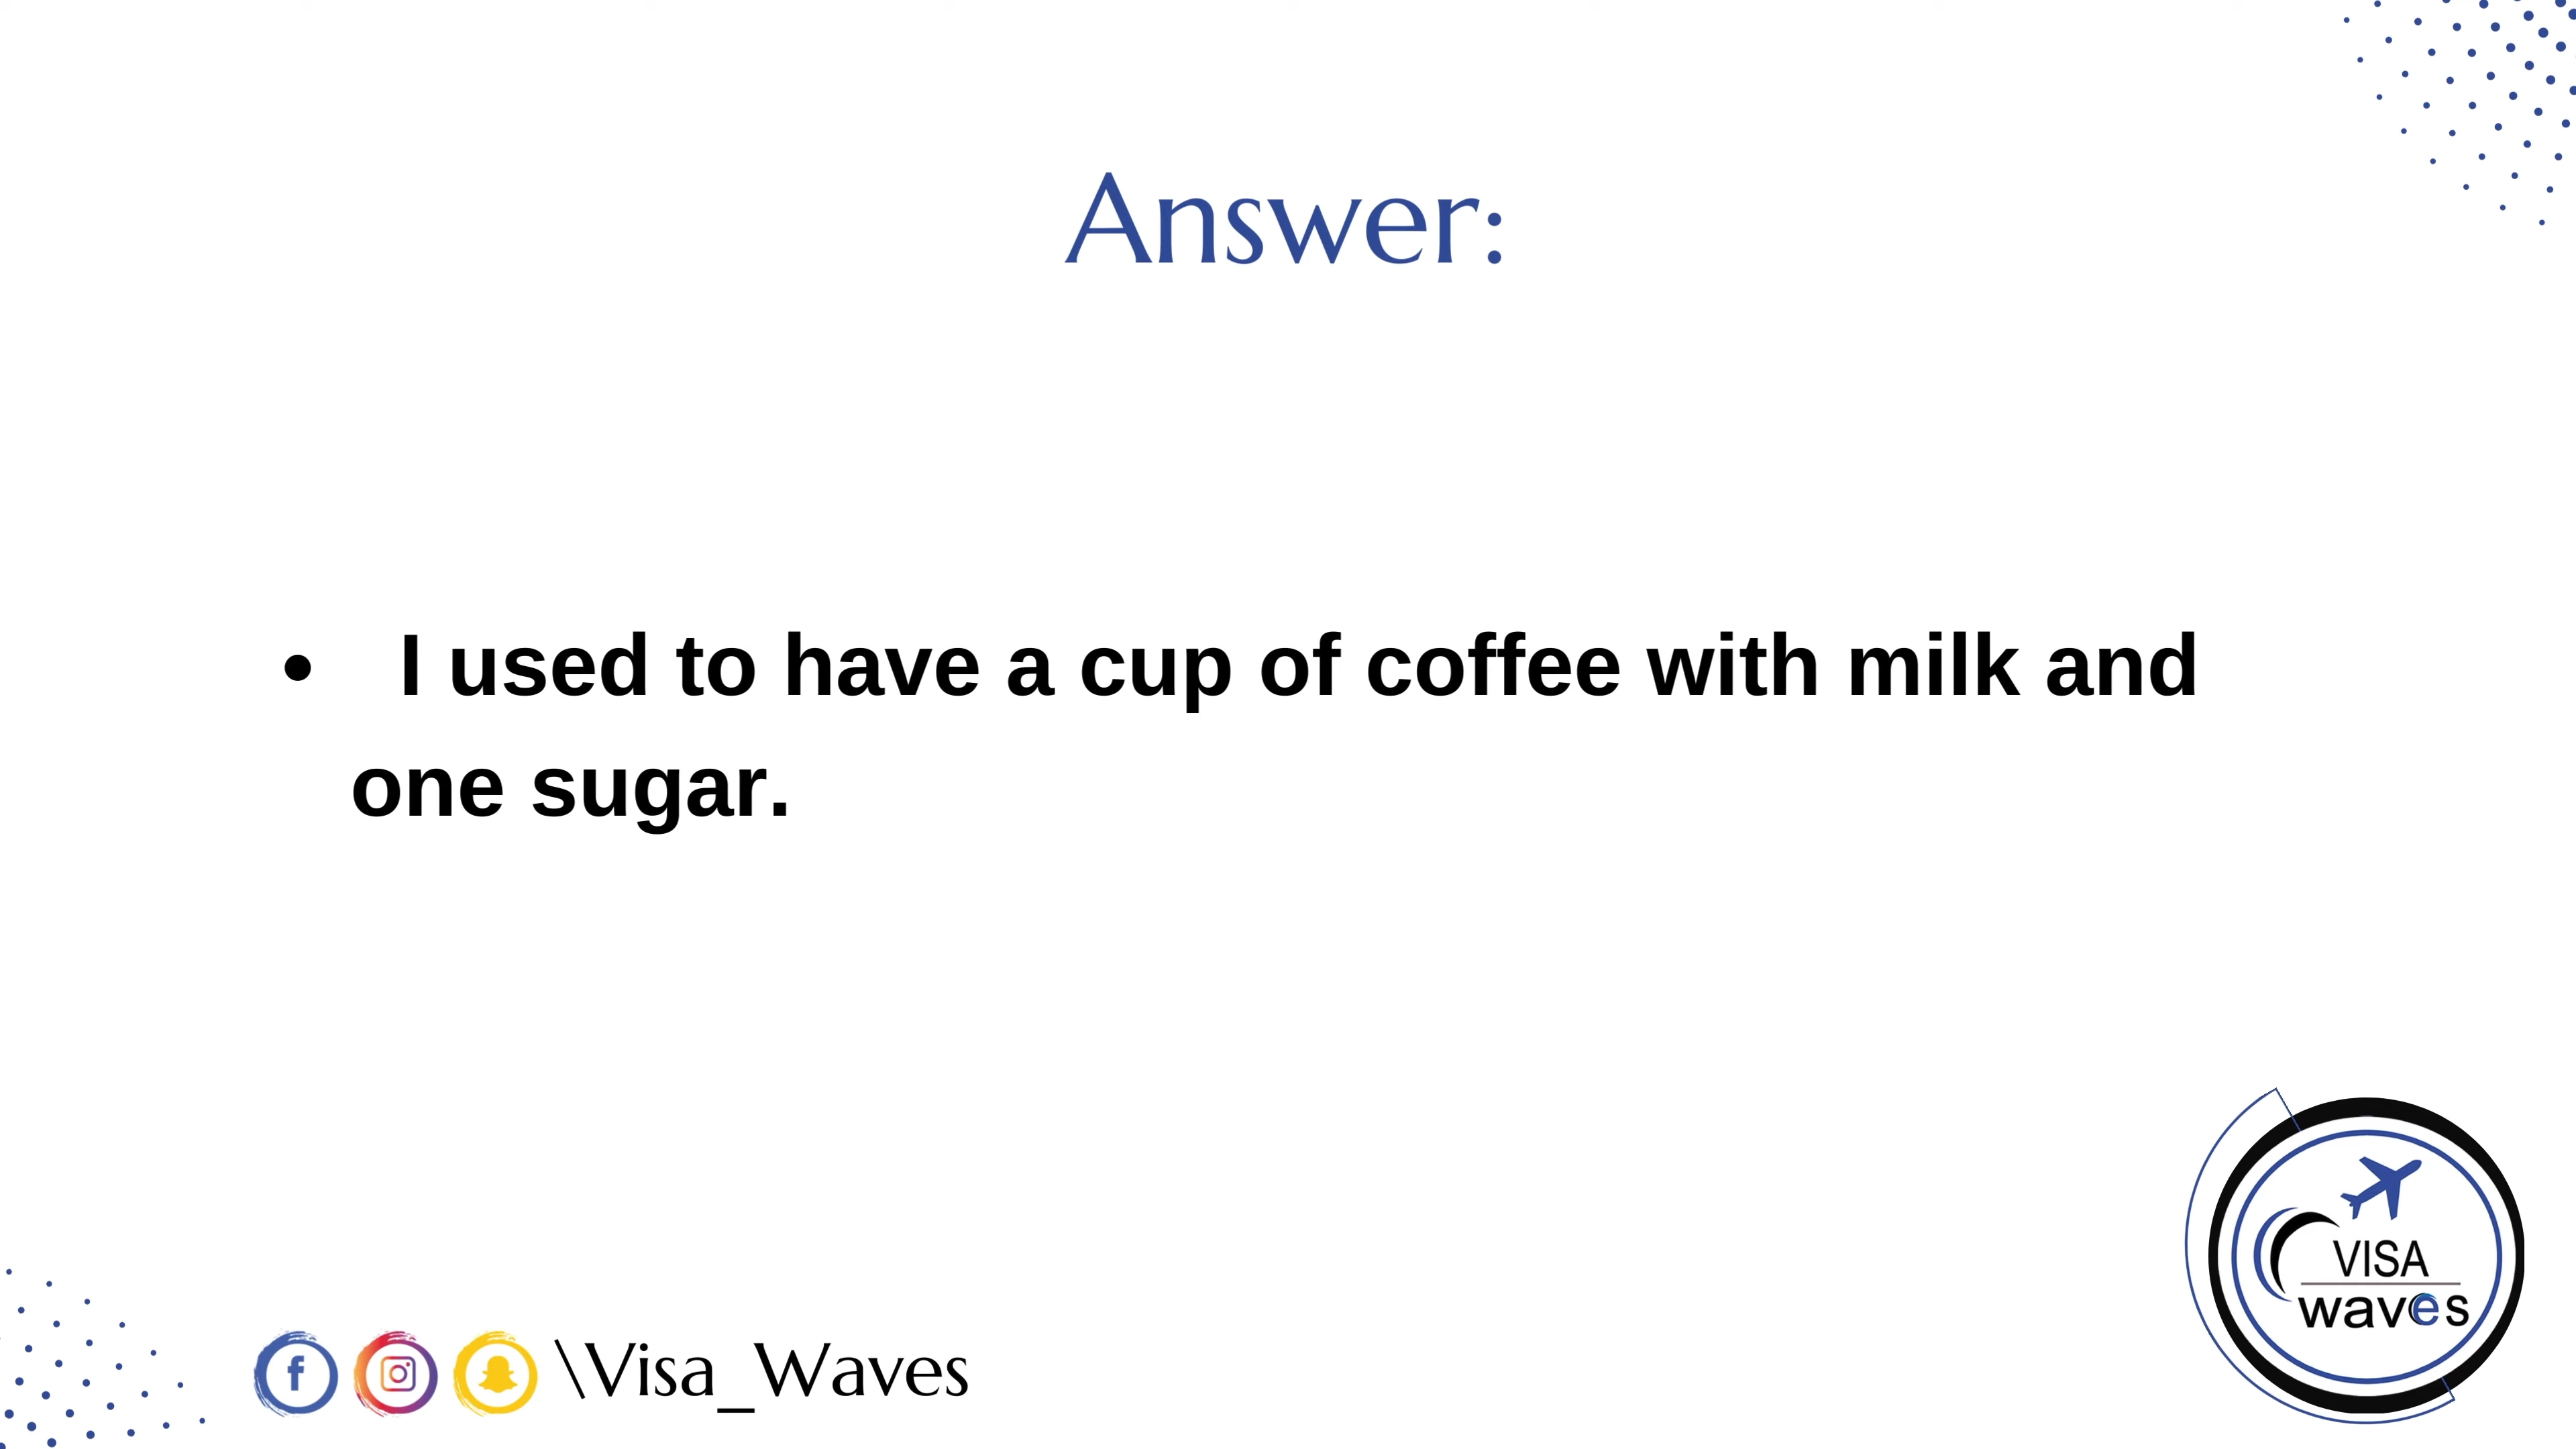 Answer:
• I used to have a cup of coffee with milk and
one sugar.
VISA
waves
\Visa_Waves